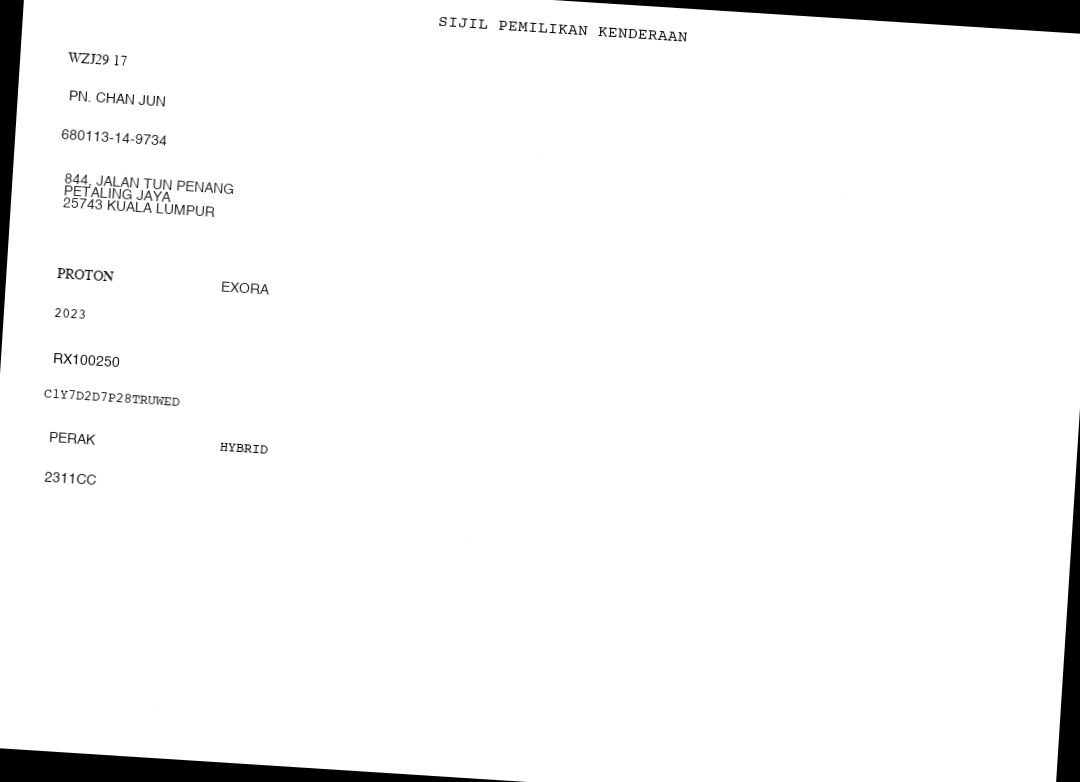 SIJIL PEMILIKAN KENDERAAN
WZJ29 17
PN. CHAN JUN
680113-14-9734
844, JALAN TUN PENANG
PETALING JAYA
25743 KUALA LUMPUR
PROTON EXORA
2023
RX100250
C1Y7D2D7P28TRUWED
PERAK HYBRID
2311CC